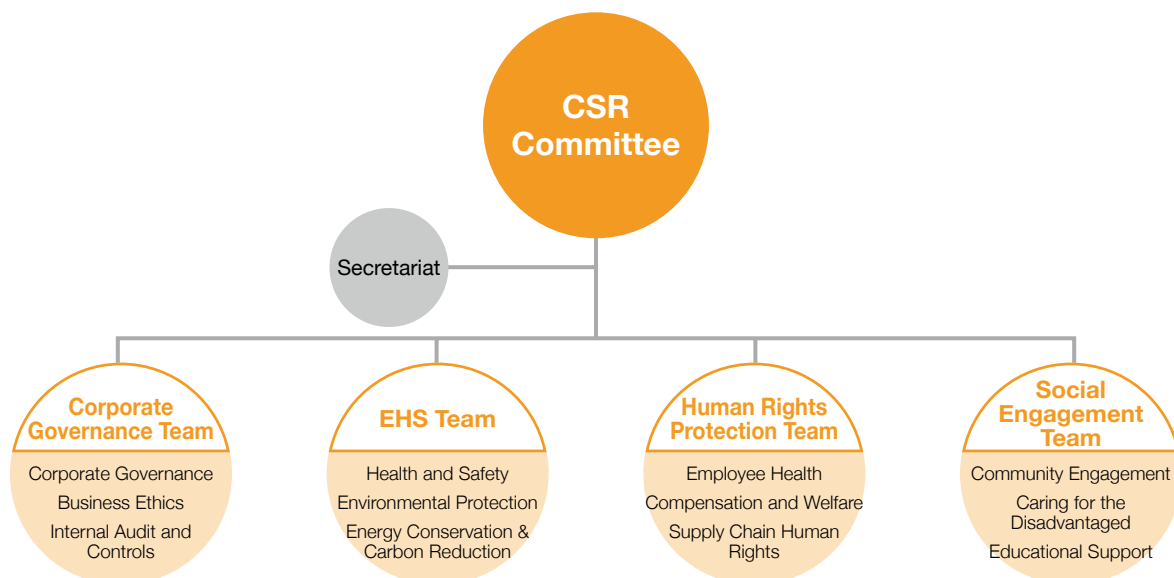 CSR
Committee
Secretariat
Corporate
Governance Team
Corporate Governance
Business Ethics
Internal Audit and
Controls
EHS Team
Health and Safety
Environmental Protection
Energy Conservation &
Carbon Reduction
Human Rights
Protection Team
Employee Health
Compensation and Welfare
Supply Chain Human
Rights
Social
Engagement
Team
Community Engagement
Caring for the
Disadvantaged
Educational Support